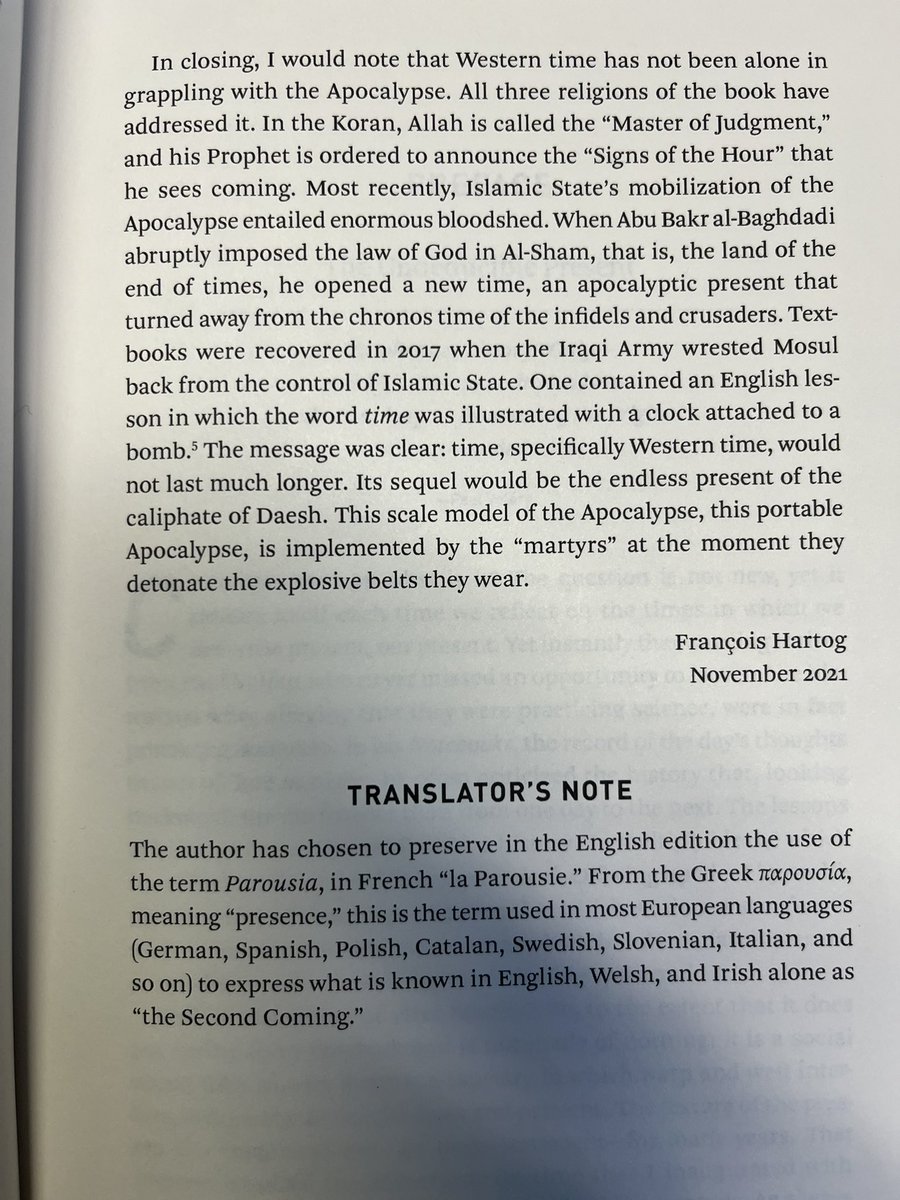 In closing, I would note that Western time has not been alone in
grappling with the Apocalypse. All three religions of the book have
addressed it. In the Koran, Allah is called the “Master of Judgment,”
and his Prophet is ordered to announce the “Signs of the Hour” that
he sees coming. Most recently, Islamic State’s mobilization of the
Apocalypse entailed enormous bloodshed. When Abu Bakr al-Baghdadi
abruptly imposed the law of God in Al-Sham, that is, the land of the
end of times, he opened a new time, an apocalyptic present that
turned away from the chronos time of the infidels and crusaders. Text-
books were recovered in 2017 when the Iraqi Army wrested Mosul
back from the control of Islamic State. One contained an English les-
son in which the word time was illustrated with a clock attached to a
bomb.⁵ The message was clear: time, specifically Western time, would
not last much longer. Its sequel would be the endless present of the
caliphate of Daesh. This scale model of the Apocalypse, this portable
Apocalypse, is implemented by the “martyrs” at the moment they
detonate the explosive belts they wear.
François Hartog
November 2021
TRANSLATOR’S NOTE
The author has chosen to preserve in the English edition the use of
the term Parousia, in French “la Parousie.” From the Greek παρουσία,
meaning “presence,” this is the term used in most European languages
(German, Spanish, Polish, Catalan, Swedish, Slovenian, Italian, and
so on) to express what is known in English, Welsh, and Irish alone as
“the Second Coming.”